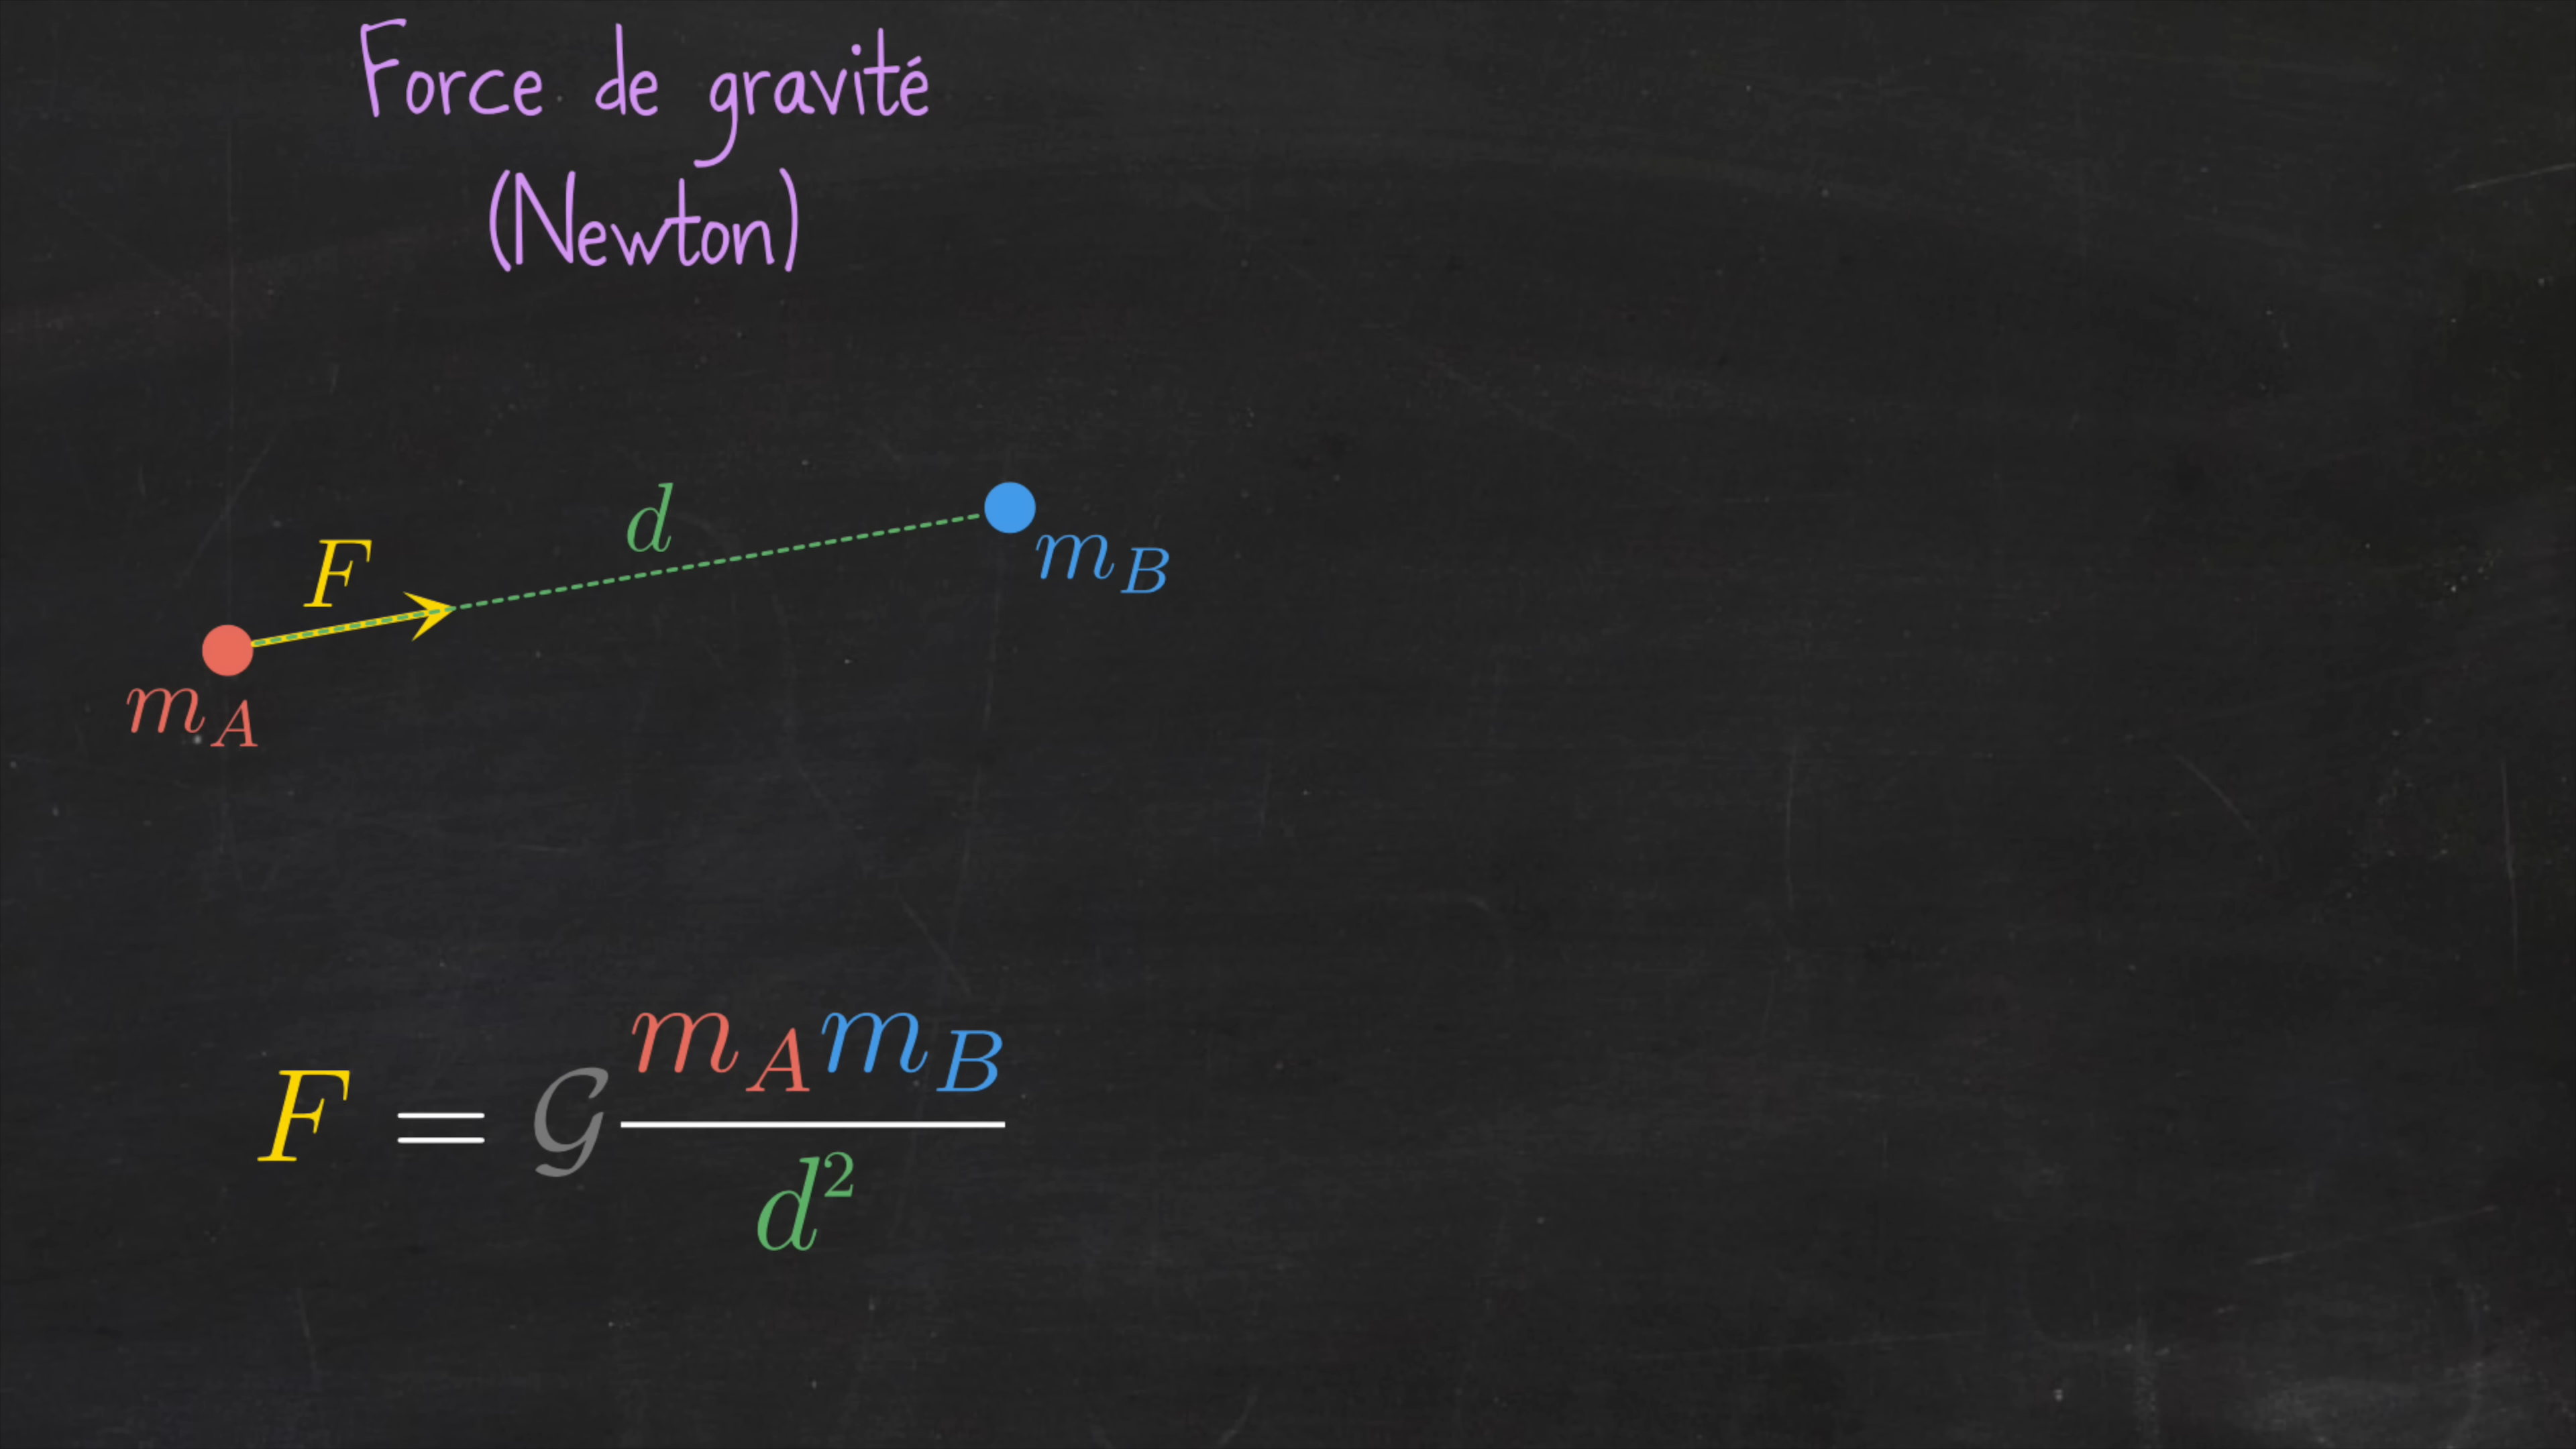 Force de gravité
(Newton)
d
F
m_B
m_A
F = 𝒢 m_A m_B / d²